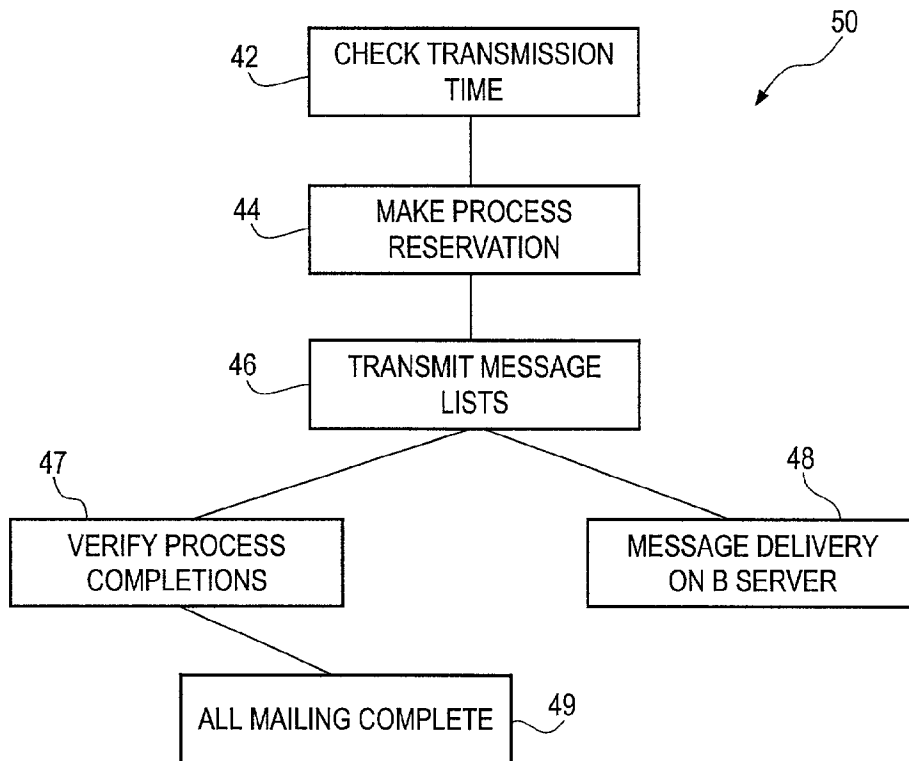 50
42
CHECK TRANSMISSION
TIME
44
MAKE PROCESS
RESERVATION
46
TRANSMIT MESSAGE
LISTS
47
VERIFY PROCESS
COMPLETIONS
48
MESSAGE DELIVERY
ON B SERVER
ALL MAILING COMPLETE
49